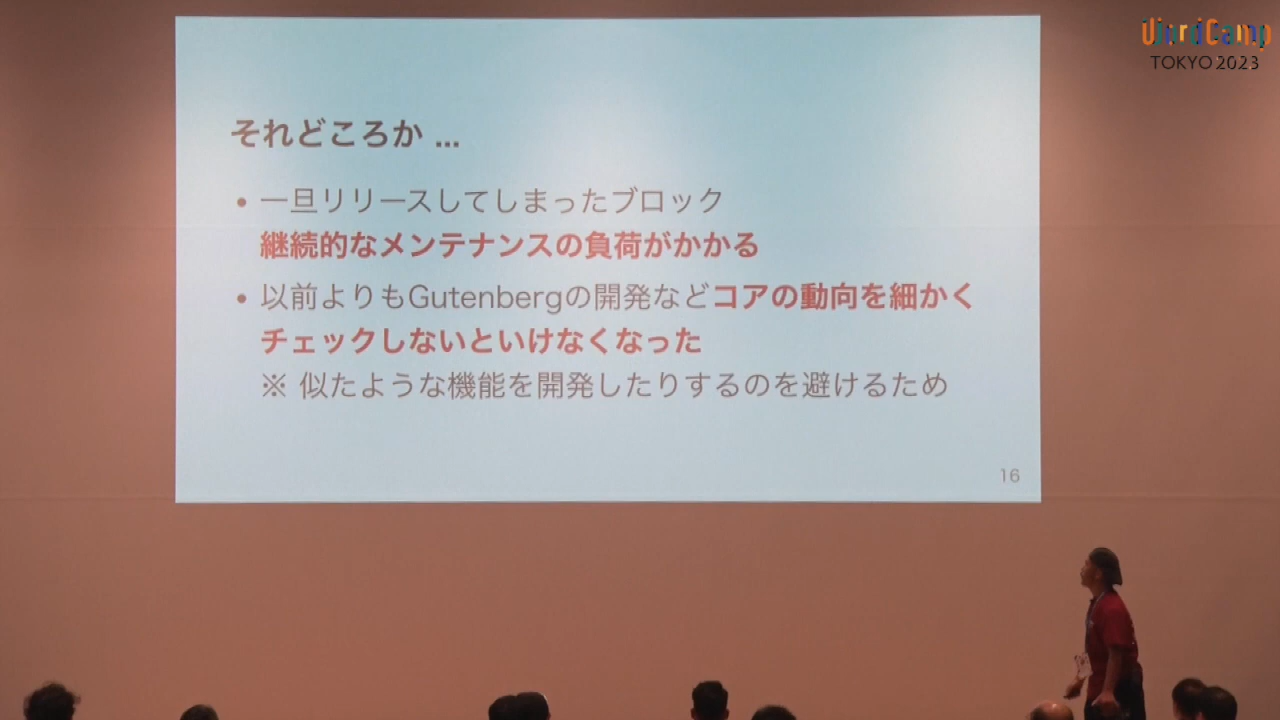 WordCamp
TOKYO 2023
それどころか ...
• 一旦リリースしてしまったブロック
継続的なメンテナンスの負荷がかかる
• 以前よりもGutenbergの開発などコアの動向を細かく
チェックしないといけなくなった
※ 似たような機能を開発したりするのを避けるため
16